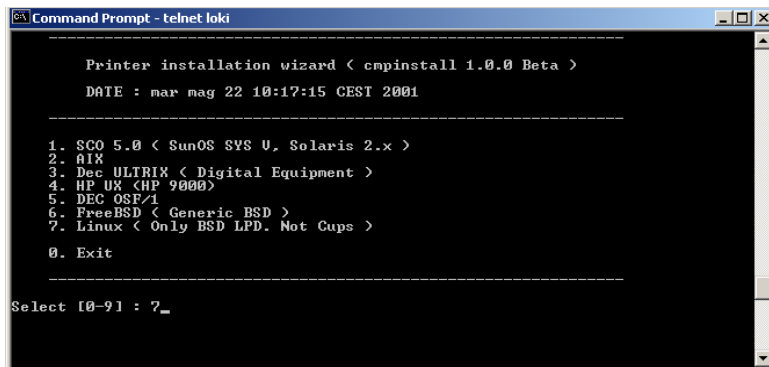 Command Prompt - telnet loki
------------------------------------------------------------------------
Printer installation wizard ( cmpinstall 1.0.0 Beta )
DATE : mar mag 22 10:17:15 CEST 2001
------------------------------------------------------------------------
1. SCO 5.0 ( SunOS SYS V, Solaris 2.x )
2. AIX
3. Dec ULTRIX ( Digital Equipment )
4. HP UX (HP 9000)
5. DEC OSF/1
6. FreeBSD ( Generic BSD )
7. Linux ( Only BSD LPD. Not Cups )
0. Exit
------------------------------------------------------------------------
Select [0-9] : 7_